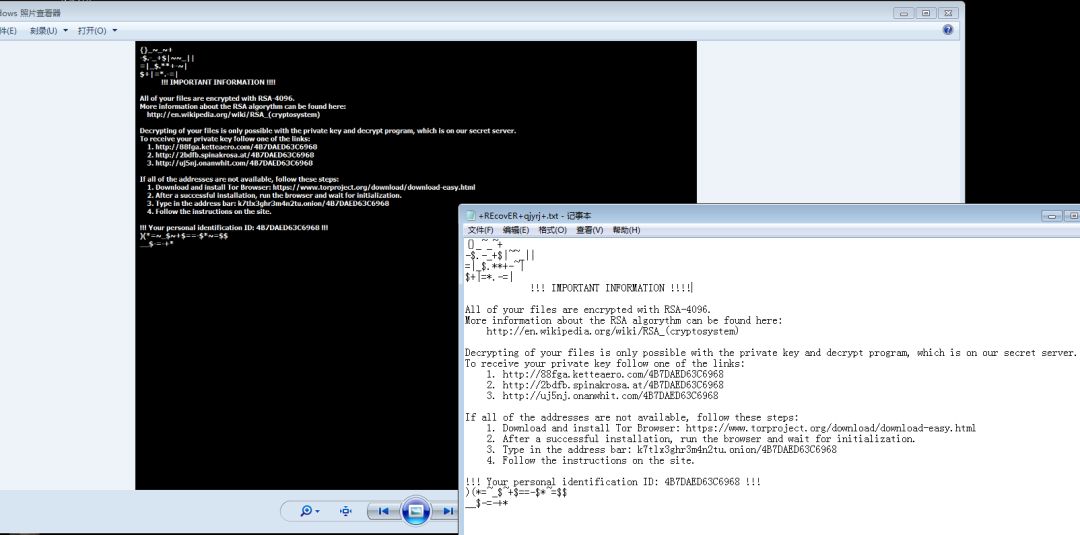 dows 照片查看器
件(E) 刻录(U) 打开(O)
{}_~_~+
-$.-_+$|~~_||
=|_$.**+-~|
$+|=*.-=|
!!! IMPORTANT INFORMATION !!!!
All of your files are encrypted with RSA-4096.
More information about the RSA algorythm can be found here:
http://en.wikipedia.org/wiki/RSA_(cryptosystem)
Decrypting of your files is only possible with the private key and decrypt program, which is on our secret server.
To receive your private key follow one of the links:
1. http://88fga.ketteaero.com/4B7DAED63C6968
2. http://2bdfb.spinakrosa.at/4B7DAED63C6968
3. http://uj5nj.onanwhit.com/4B7DAED63C6968
If all of the addresses are not available, follow these steps:
1. Download and install Tor Browser: https://www.torproject.org/download/download-easy.html
2. After a successful installation, run the browser and wait for initialization.
3. Type in the address bar: k7tlx3ghr3m4n2tu.onion/4B7DAED63C6968
4. Follow the instructions on the site.
!!! Your personal identification ID: 4B7DAED63C6968 !!!
)(*=~_$~+$==-$*~=$$
__$-=-+*
+REcovER+qjyrj+.txt - 记事本
文件(F) 编辑(E) 格式(O) 查看(V) 帮助(H)
{}_~_~+
-$.-_+$|~~_||
=|_$.**+-~|
$+|=*.-=|
!!! IMPORTANT INFORMATION !!!!
All of your files are encrypted with RSA-4096.
More information about the RSA algorythm can be found here:
http://en.wikipedia.org/wiki/RSA_(cryptosystem)
Decrypting of your files is only possible with the private key and decrypt program, which is on our secret server.
To receive your private key follow one of the links:
1. http://88fga.ketteaero.com/4B7DAED63C6968
2. http://2bdfb.spinakrosa.at/4B7DAED63C6968
3. http://uj5nj.onanwhit.com/4B7DAED63C6968
If all of the addresses are not available, follow these steps:
1. Download and install Tor Browser: https://www.torproject.org/download/download-easy.html
2. After a successful installation, run the browser and wait for initialization.
3. Type in the address bar: k7tlx3ghr3m4n2tu.onion/4B7DAED63C6968
4. Follow the instructions on the site.
!!! Your personal identification ID: 4B7DAED63C6968 !!!
)(*=~_$~+$==-$*~=$$
__$-=-+*